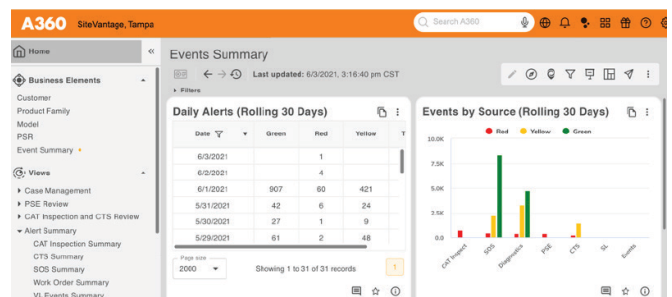 A360 SiteVantage, Tampa
Search A360
Home
Business Elements
Customer
Product Family
Model
PSR
Event Summary
Views
Case Management
PSE Review
CAT Inspection and CTS Review
Alert Summary
CAT Inspection Summary
CTS Summary
SOS Summary
Work Order Summary
VL Events Summary
Events Summary
Last updated: 6/3/2021, 3:16:40 pm CST
Filters
Daily Alerts (Rolling 30 Days)
Date Green Red Yellow T
6/3/2021 1
6/2/2021 4
6/1/2021 907 60 421
5/31/2021 42 6 24
5/30/2021 27 1 9
5/29/2021 61 2 48
Page size
2000 Showing 1 to 31 of 31 records 1
Events by Source (Rolling 30 Days)
Red Yellow Green
10.0K
7.5K
5.0K
2.5K
0.0
CAT Inspect SOS Diagnostics PSE CTS SL Events